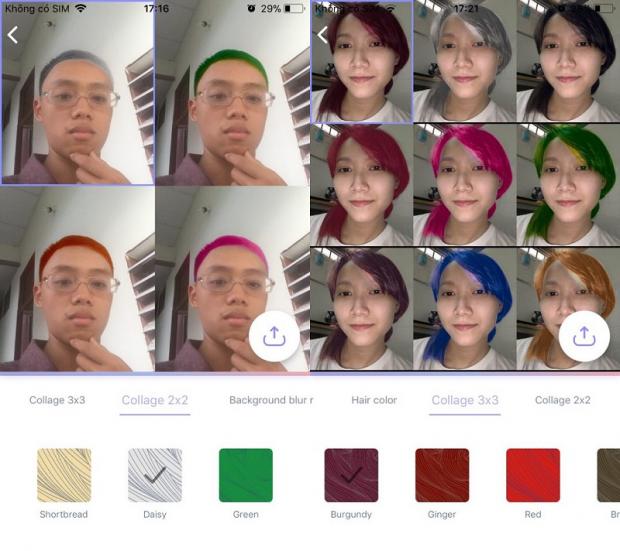 Không có SIM 17:16 29%
Collage 3x3 Collage 2x2 Background blur r
Shortbread Daisy Green
Không có SIM 17:21 28%
Hair color Collage 3x3 Collage 2x2
Burgundy Ginger Red Br